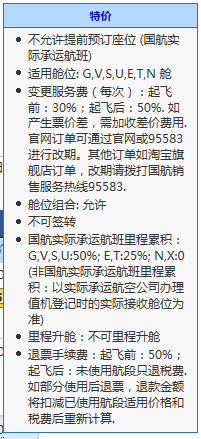 特价
• 不允许提前预订座位 (国航实
际承运航班)
• 适用舱位: G,V,S,U,E,T,N 舱
• 变更服务费（每次）：起飞
前：30%；起飞后：50%. 如
产生票价差，需加收差价费用.
官网订单可通过官网或95583
进行改期。其他订单如淘宝旗
舰店订单，改期请拨打国航销
售服务热线95583.
• 舱位组合: 允许
• 不可签转
• 国航实际承运航班里程累积：
G,V,S,U:50%; E,T:25%; N,X:0
(非国航实际承运航班里程累
积：以实际承运航空公司办理
值机登记时的实际接收舱位为
准)
• 里程升舱：不可里程升舱
• 退票手续费：起飞前：50%；
起飞后：未使用航段只退税费.
如部分使用后退票，退款金额
将扣减已使用航段适用价格和
税费后重新计算.